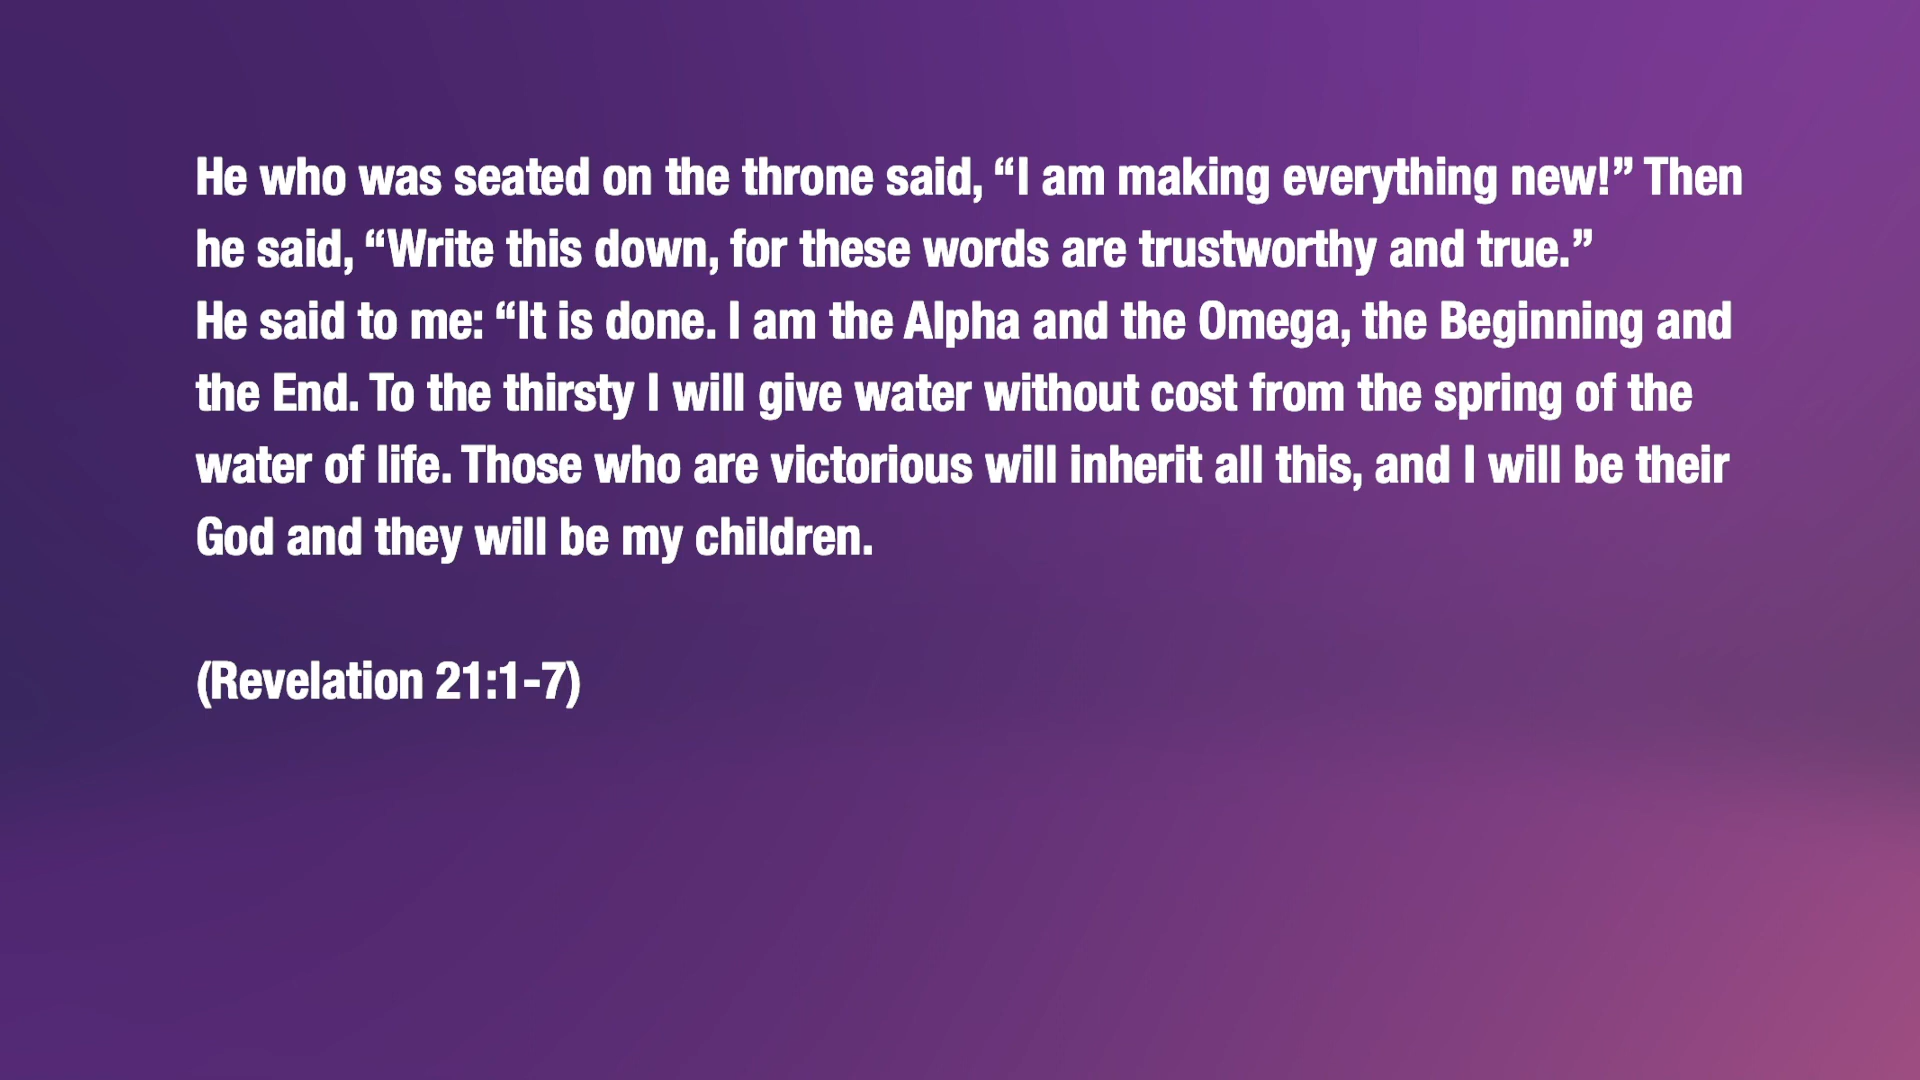 He who was seated on the throne said, “I am making everything new!” Then
he said, “Write this down, for these words are trustworthy and true.”
He said to me: “It is done. I am the Alpha and the Omega, the Beginning and
the End. To the thirsty I will give water without cost from the spring of the
water of life. Those who are victorious will inherit all this, and I will be their
God and they will be my children.
(Revelation 21:1-7)